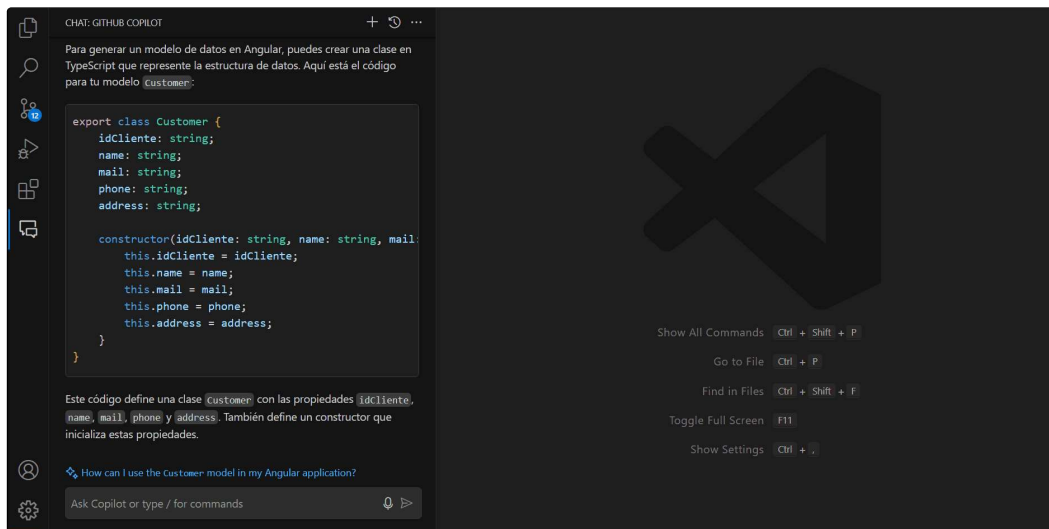 CHAT: GITHUB COPILOT
Para generar un modelo de datos en Angular, puedes crear una clase en
TypeScript que represente la estructura de datos. Aquí está el código
para tu modelo Customer:
export class Customer {
    idCliente: string;
    name: string;
    mail: string;
    phone: string;
    address: string;
    constructor(idCliente: string, name: string, mail:
        this.idCliente = idCliente;
        this.name = name;
        this.mail = mail;
        this.phone = phone;
        this.address = address;
    }
}
Este código define una clase Customer con las propiedades idCliente,
name, mail, phone y address. También define un constructor que
inicializa estas propiedades.
How can I use the Customer model in my Angular application?
Ask Copilot or type / for commands
12
Show All Commands Ctrl + Shift + P
Go to File Ctrl + P
Find in Files Ctrl + Shift + F
Toggle Full Screen F11
Show Settings Ctrl + ,